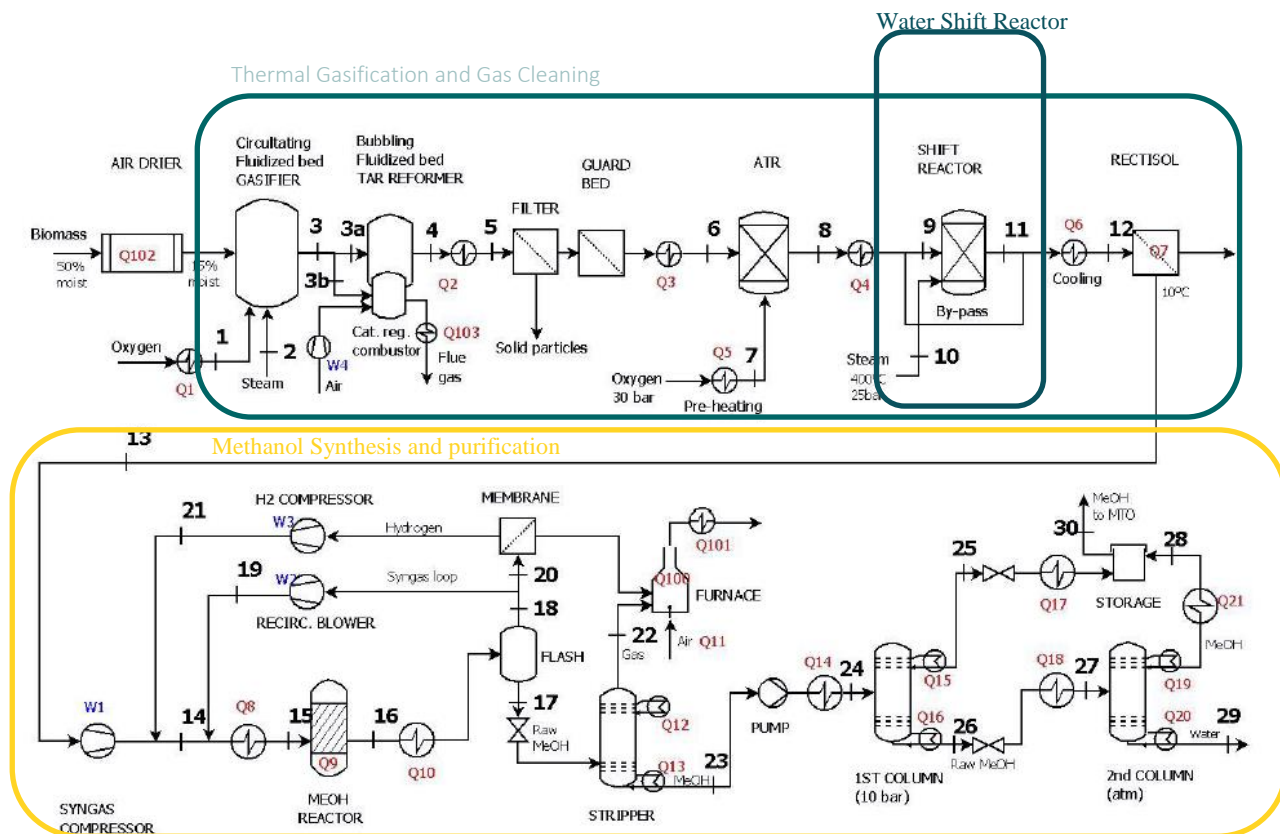 Water Shift Reactor
Thermal Gasification and Gas Cleaning
AIR DRIER
Circultating
Fluidized bed
GASIFIER
Bubbling
Fluidized bed
TAR REFORMER
GUARD
BED
ATR
SHIFT
REACTOR
RECTISOL
FILTER
Biomass
50%
moist
Q102
15%
moist
3
3a
3b
4
5
6
8
9
11
12
Q2
Q3
Q4
Q6
Cooling
Q7
10ºC
By-pass
Cat. reg.
combustor
Q103
Flue
gas
Solid particles
Oxygen
Q1
1
2
Steam
W4
Air
Oxygen
30 bar
Q5
7
Pre-heating
Steam
400ºC
25bar
10
13
Methanol Synthesis and purification
21
H2 COMPRESSOR
W3
Hydrogen
MEMBRANE
Q101
MeOH
to MTO
30
28
25
19
W2
Syngas loop
RECIRC. BLOWER
20
18
Q100
FURNACE
22
Gas
Air
Q11
FLASH
Q17
STORAGE
Q21
MeOH
17
Raw
MeOH
Q12
Q13
MeOH
23
STRIPPER
PUMP
Q14
24
Q15
Q16
26
Raw MeOH
Q18
27
Q19
Q20
29
Water
W1
14
Q8
15
16
Q9
Q10
SYNGAS
COMPRESSOR
MEOH
REACTOR
1ST COLUMN
(10 bar)
2nd COLUMN
(atm)